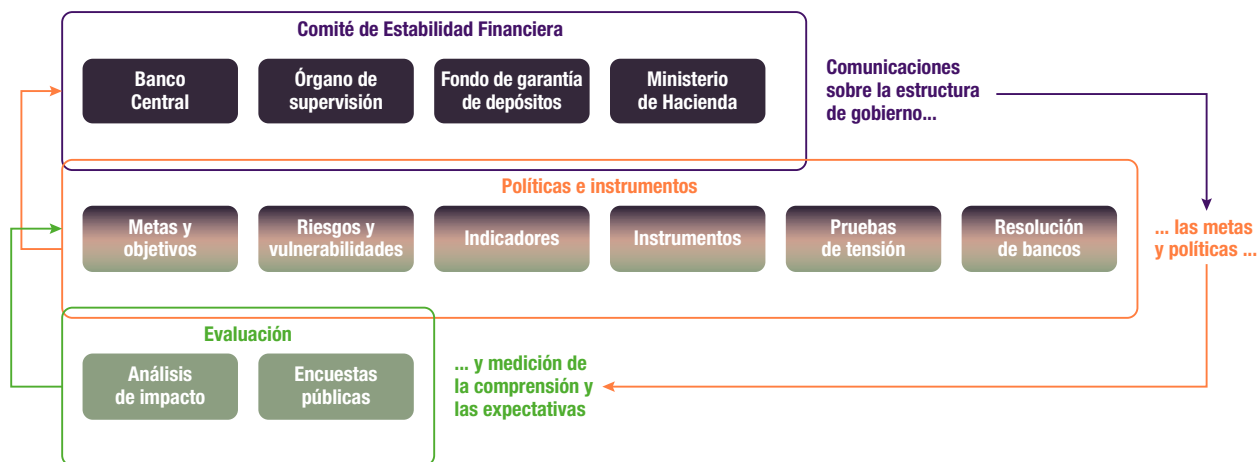 Comité de Estabilidad Financiera
Banco
Central
Órgano de
supervisión
Fondo de garantía
de depósitos
Ministerio
de Hacienda
Comunicaciones
sobre la estructura
de gobierno...
Políticas e instrumentos
Metas y
objetivos
Riesgos y
vulnerabilidades
Indicadores
Instrumentos
Pruebas
de tensión
Resolución
de bancos
... las metas
y políticas ...
Evaluación
Análisis
de impacto
Encuestas
públicas
... y medición de
la comprensión y
las expectativas